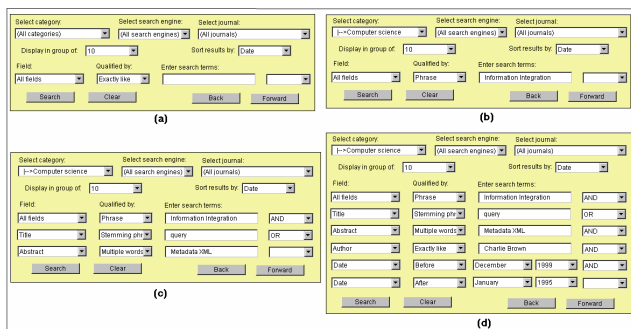 Select category: Select search engine: Select journal:
(All categories) (All search engines) (All journals)
Display in group of: 10 Sort results by: Date
Field: Qualified by: Enter search terms:
All fields Exactly like
Search Clear Back Forward
(a)
Select category: Select search engine: Select journal:
|->Computer science (All search engines) (All journals)
Display in group of: 10 Sort results by: Date
Field: Qualified by: Enter search terms:
All fields Phrase Information Integration
Search Clear Back Forward
(b)
Select category: Select search engine: Select journal:
|->Computer science (All search engines) (All journals)
Display in group of: 10 Sort results by: Date
Field: Qualified by: Enter search terms:
All fields Phrase Information Integration AND
Title Stemming phr query OR
Abstract Multiple words Metadata XML
Search Clear Back Forward
(c)
Select category: Select search engine: Select journal:
|->Computer science (All search engines) (All journals)
Display in group of: 10 Sort results by: Date
Field: Qualified by: Enter search terms:
All fields Phrase Information Integration AND
Title Stemming phr query OR
Abstract Multiple words Metadata XML AND
Author Exactly like Charlie Brown AND
Date Before December 1999 AND
Date After January 1995
Search Clear Back Forward
(d)